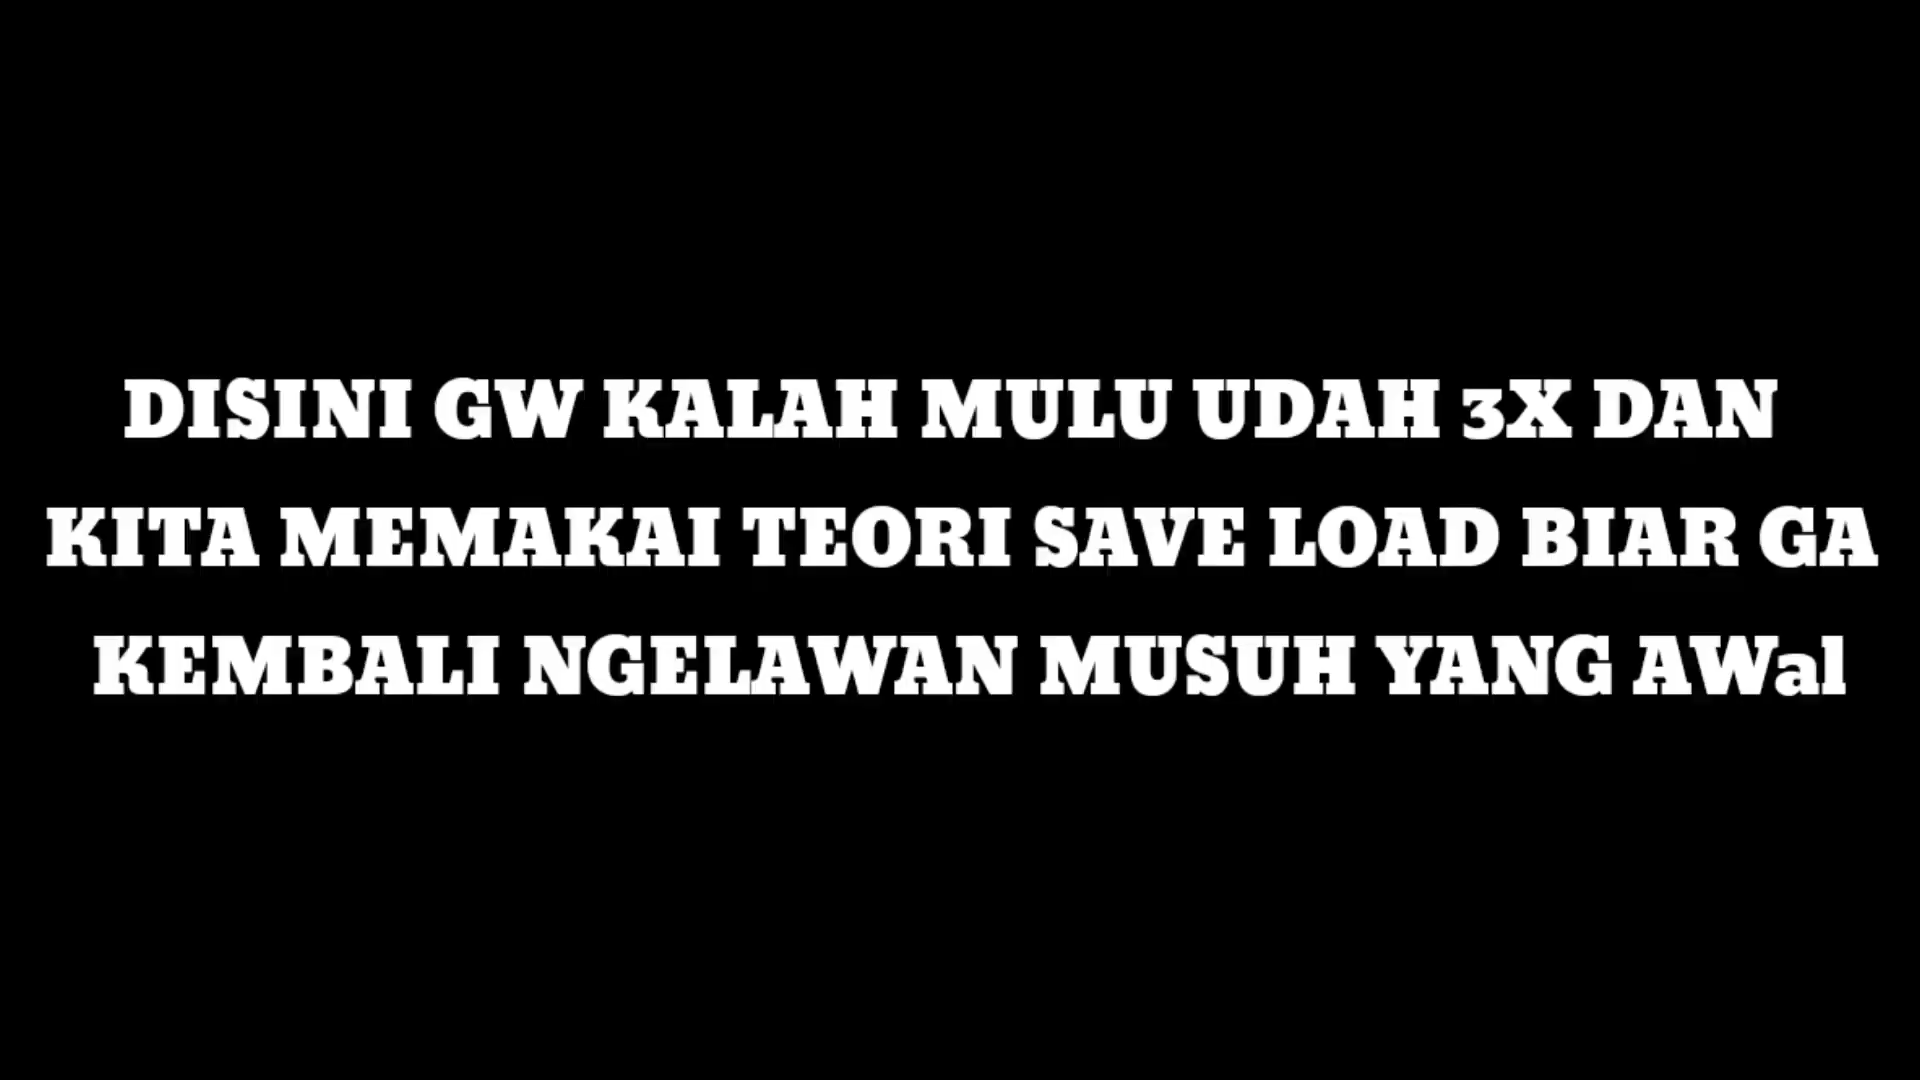 DISINI GW KALAH MULU UDAH 3X DAN
KITA MEMAKAI TEORI SAVE LOAD BIAR GA
KEMBALI NGELAWAN MUSUH YANG AWal